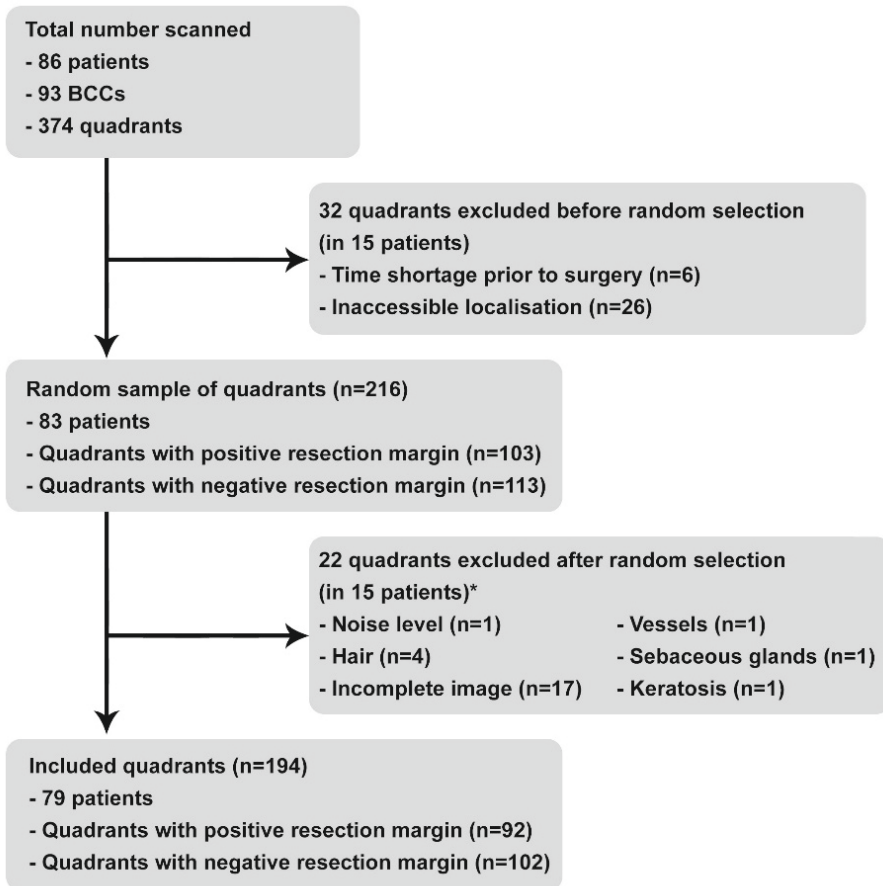 Total number scanned
- 86 patients
- 93 BCCs
- 374 quadrants
32 quadrants excluded before random selection
(in 15 patients)
- Time shortage prior to surgery (n=6)
- Inaccessible localisation (n=26)
Random sample of quadrants (n=216)
- 83 patients
- Quadrants with positive resection margin (n=103)
- Quadrants with negative resection margin (n=113)
22 quadrants excluded after random selection
(in 15 patients)*
- Noise level (n=1) - Vessels (n=1)
- Hair (n=4) - Sebaceous glands (n=1)
- Incomplete image (n=17) - Keratosis (n=1)
Included quadrants (n=194)
- 79 patients
- Quadrants with positive resection margin (n=92)
- Quadrants with negative resection margin (n=102)